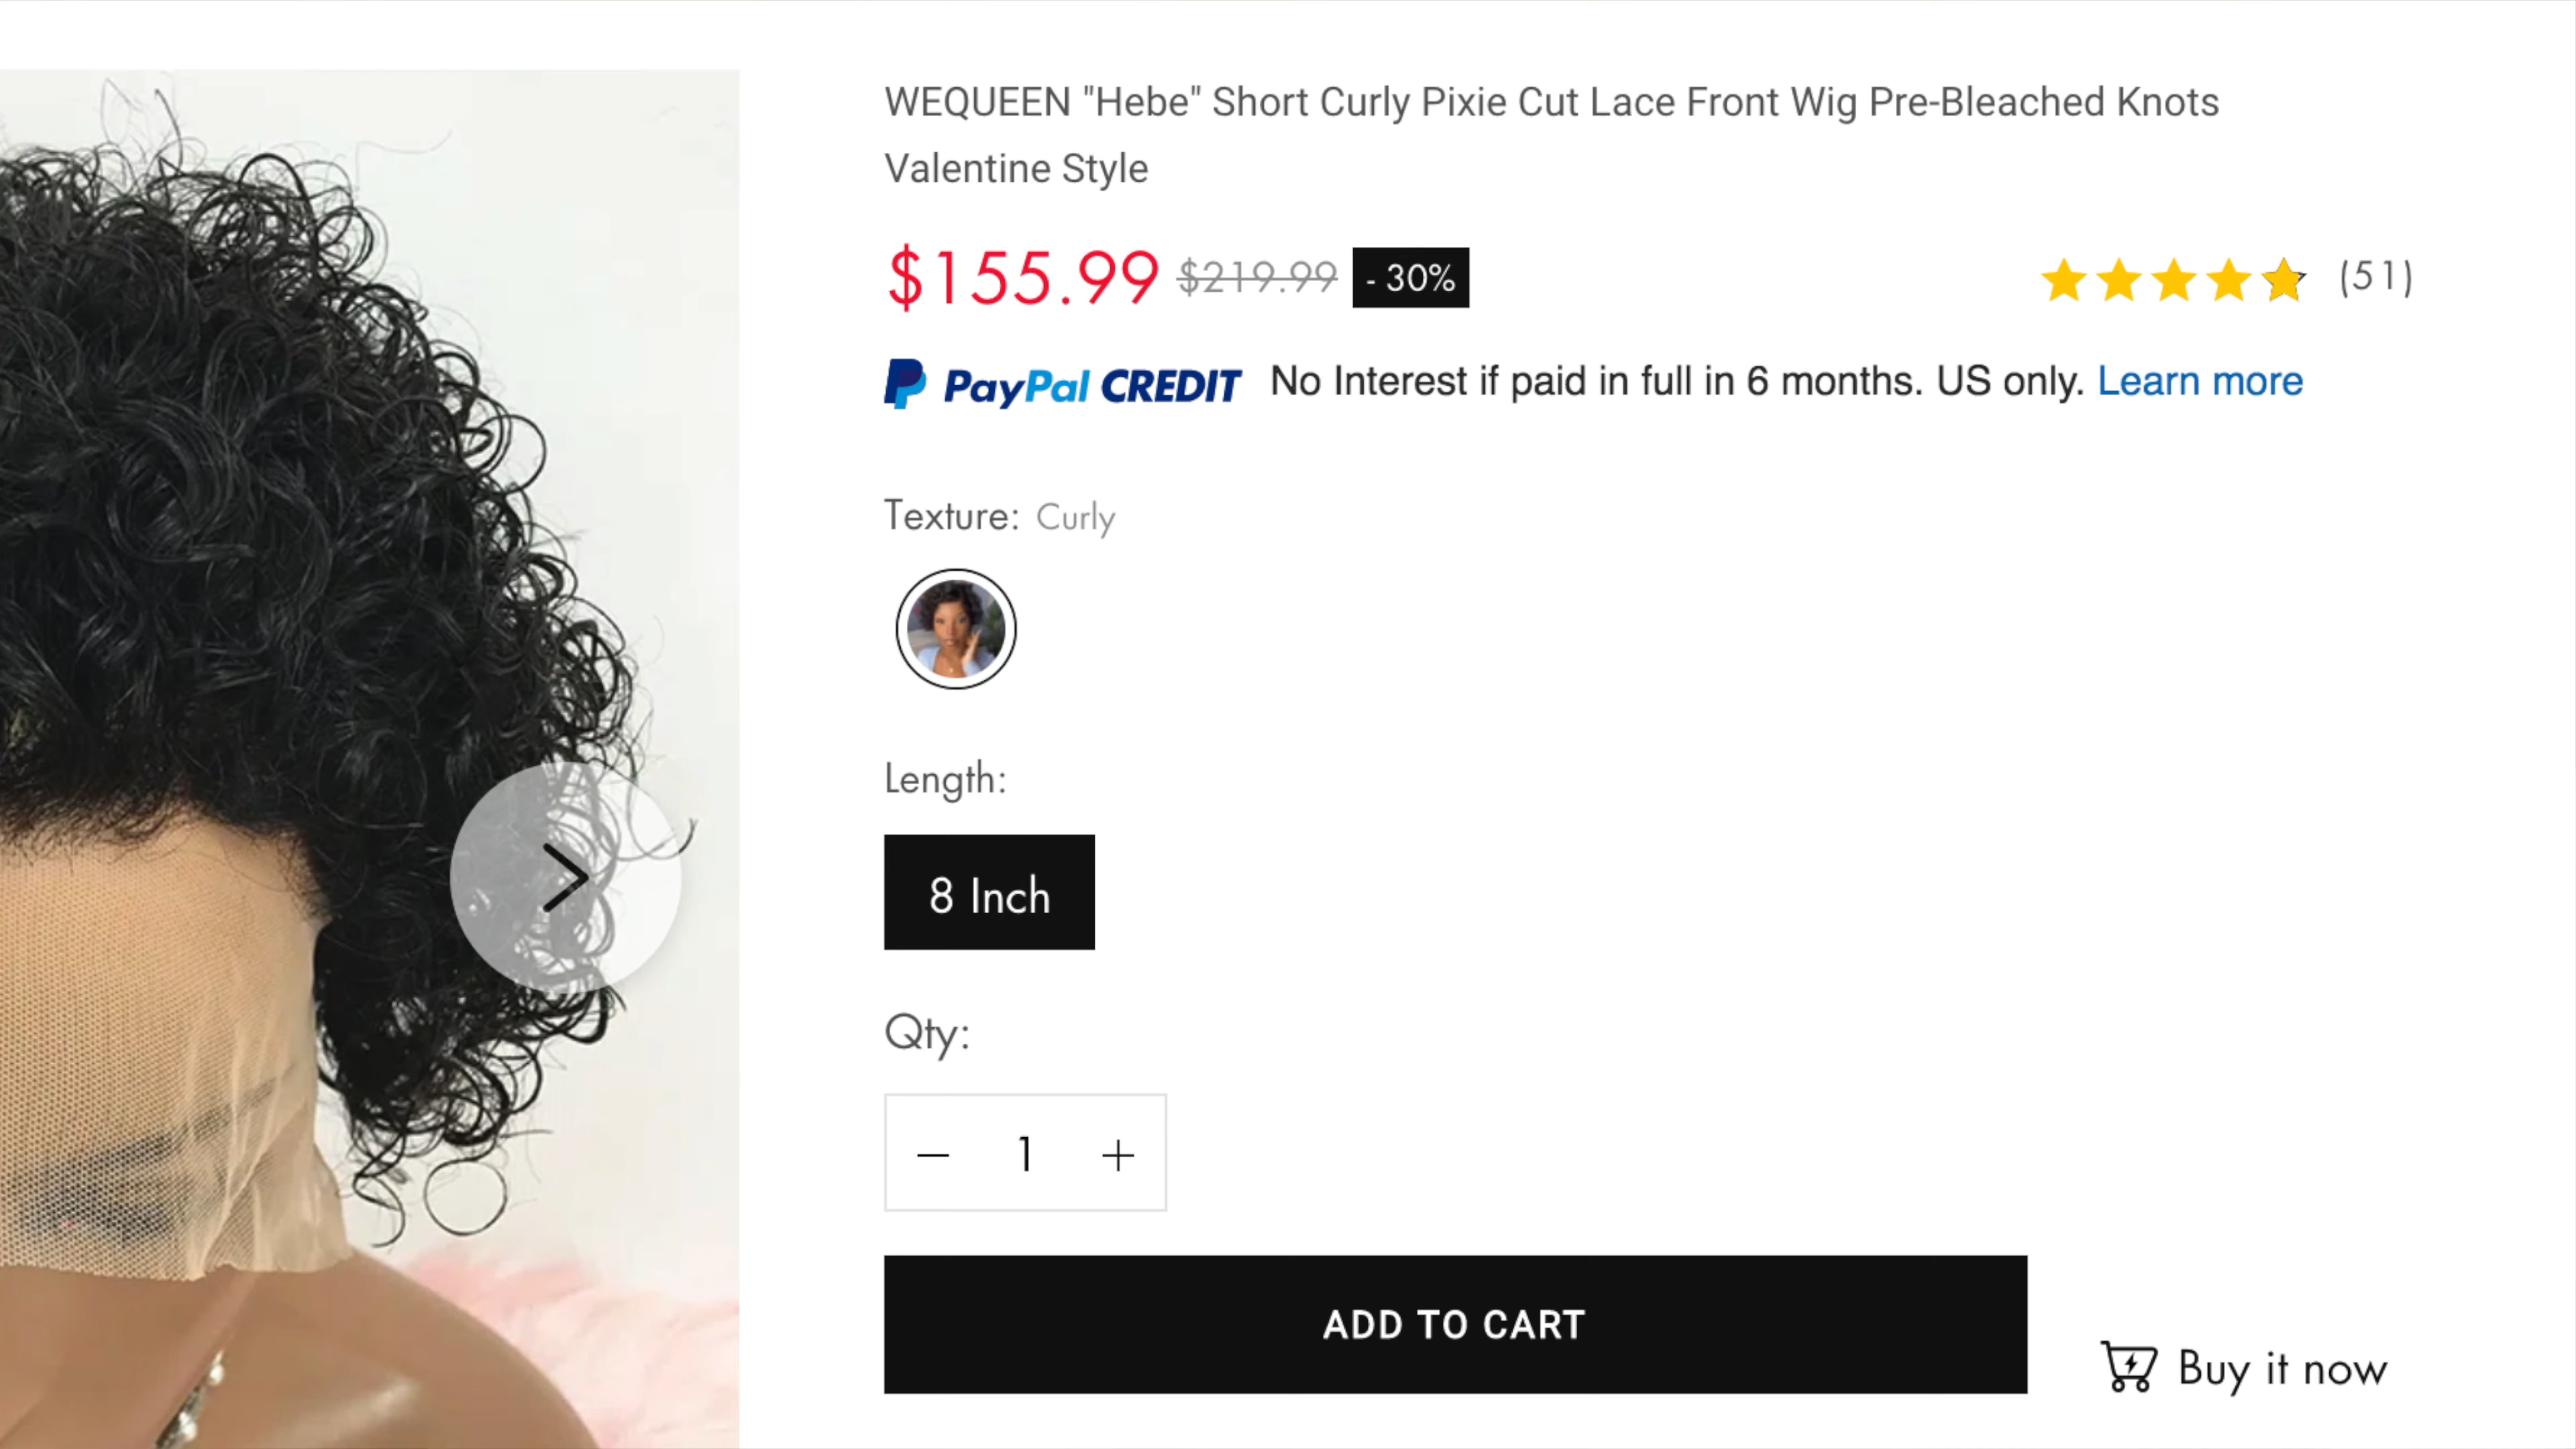 WEQUEEN "Hebe" Short Curly Pixie Cut Lace Front Wig Pre-Bleached Knots
Valentine Style
$155.99 $219.99 - 30% (51)
PayPal CREDIT No Interest if paid in full in 6 months. US only. Learn more
Texture: Curly
Length:
8 Inch
Qty:
1
ADD TO CART
Buy it now